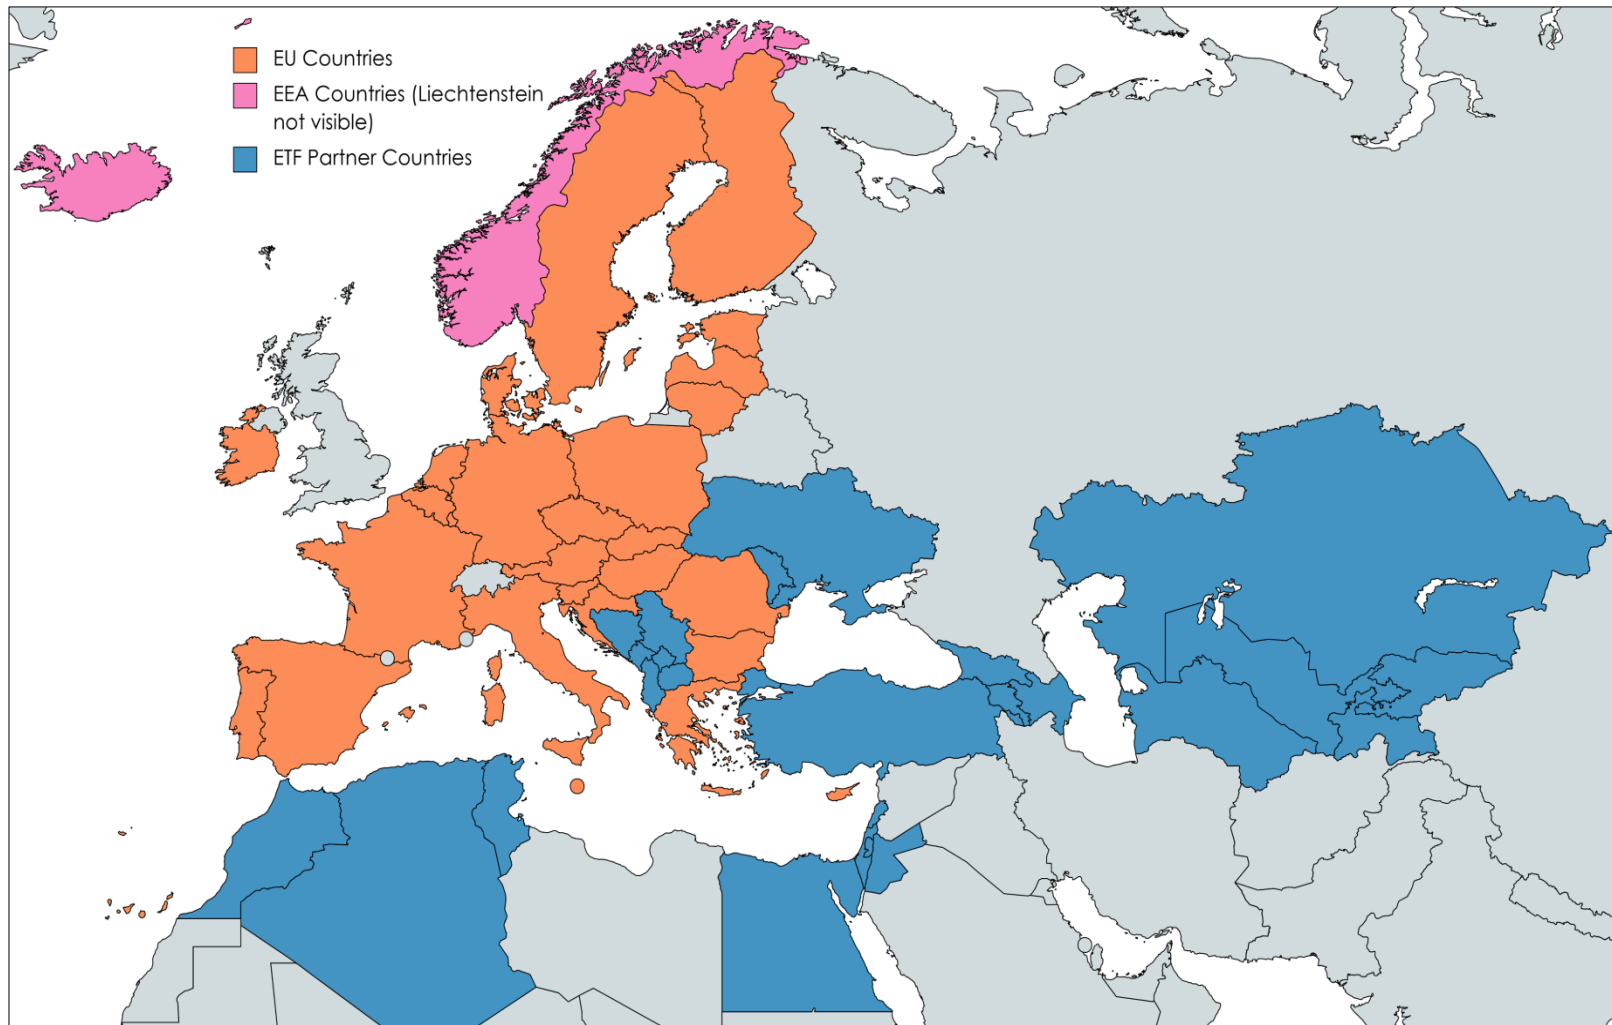 EU Countries
EEA Countries (Liechtenstein
not visible)
ETF Partner Countries